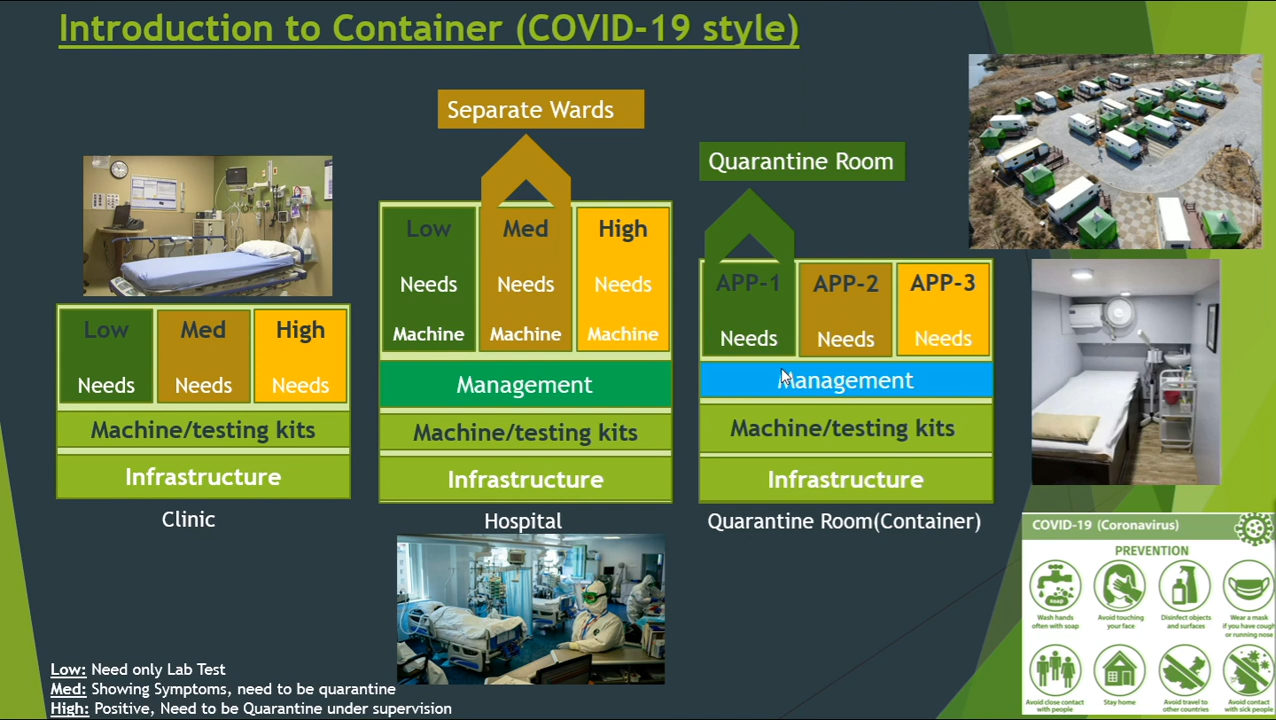 Introduction to Container (COVID-19 style)
Separate Wards
Quarantine Room
Low
Needs
Med
Needs
High
Needs
Machine/testing kits
Infrastructure
Clinic
Low
Needs
Machine
Med
Needs
Machine
High
Needs
Machine
Management
Machine/testing kits
Infrastructure
Hospital
APP-1
Needs
APP-2
Needs
APP-3
Needs
Management
Machine/testing kits
Infrastructure
Quarantine Room(Container)
COVID-19 (Coronavirus)
PREVENTION
soap
Wash hands
often with soap
Avoid touching
your face
Disinfect objects
and surfaces
Wear a mask
if you have cough
or running nose
Avoid close contact
with people
Stay home
Avoid travel to
other countries
Avoid contact
with sick people
Low: Need only Lab Test
Med: Showing Symptoms, need to be quarantine
High: Positive, Need to be Quarantine under supervision